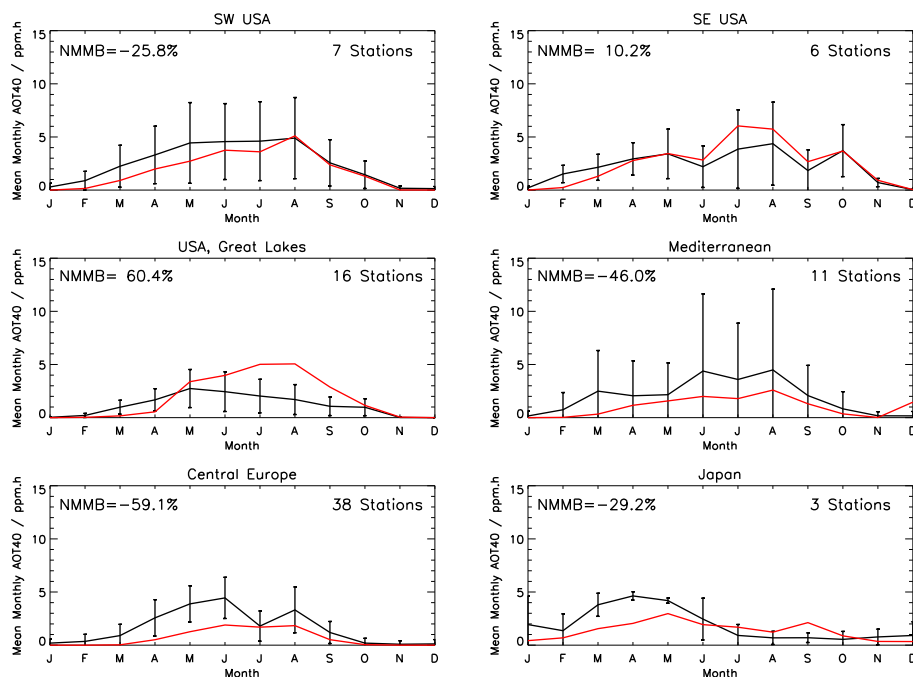 SW USA
Mean Monthly AOT40 / ppm.h
15
10
5
0
NMMB=-25.8%
7 Stations
J F M A M J J A S O N D
Month
SE USA
Mean Monthly AOT40 / ppm.h
15
10
5
0
NMMB= 10.2%
6 Stations
J F M A M J J A S O N D
Month
USA, Great Lakes
Mean Monthly AOT40 / ppm.h
15
10
5
0
NMMB= 60.4%
16 Stations
J F M A M J J A S O N D
Month
Mediterranean
Mean Monthly AOT40 / ppm.h
15
10
5
0
NMMB=-46.0%
11 Stations
J F M A M J J A S O N D
Month
Central Europe
Mean Monthly AOT40 / ppm.h
15
10
5
0
NMMB=-59.1%
38 Stations
J F M A M J J A S O N D
Month
Japan
Mean Monthly AOT40 / ppm.h
15
10
5
0
NMMB=-29.2%
3 Stations
J F M A M J J A S O N D
Month